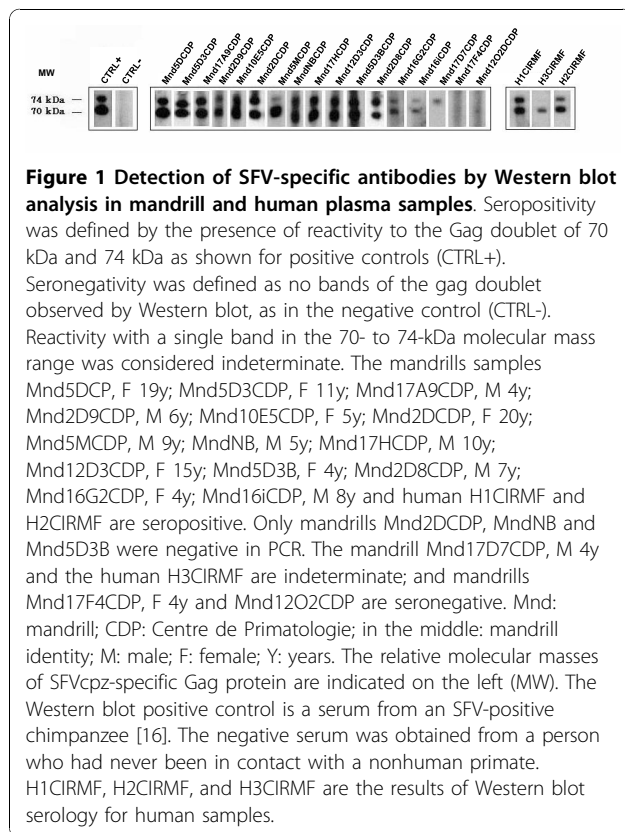 MW
CTRL+
CTRL-
Mnd5DCDP
Mnd5D3CDP
Mnd17A9CDP
Mnd2D9CDP
Mnd10E5CDP
Mnd2DCDP
Mnd5MCDP
MndNBCDP
Mnd17HCDP
Mnd12D3CDP
Mnd5D3BCDP
Mnd2D8CDP
Mnd16G2CDP
Mnd16iCDP
Mnd17D7CDP
Mnd17F4CDP
Mnd12O2DCDP
H1CIRMF
H3CIRMF
H2CIRMF
74 kDa
70 kDa
Figure 1 Detection of SFV-specific antibodies by Western blot
analysis in mandrill and human plasma samples. Seropositivity
was defined by the presence of reactivity to the Gag doublet of 70
kDa and 74 kDa as shown for positive controls (CTRL+).
Seronegativity was defined as no bands of the gag doublet
observed by Western blot, as in the negative control (CTRL-).
Reactivity with a single band in the 70- to 74-kDa molecular mass
range was considered indeterminate. The mandrills samples
Mnd5DCP, F 19y; Mnd5D3CDP, F 11y; Mnd17A9CDP, M 4y;
Mnd2D9CDP, M 6y; Mnd10E5CDP, F 5y; Mnd2DCDP, F 20y;
Mnd5MCDP, M 9y; MndNB, M 5y; Mnd17HCDP, M 10y;
Mnd12D3CDP, F 15y; Mnd5D3B, F 4y; Mnd2D8CDP, M 7y;
Mnd16G2CDP, F 4y; Mnd16iCDP, M 8y and human H1CIRMF and
H2CIRMF are seropositive. Only mandrills Mnd2DCDP, MndNB and
Mnd5D3B were negative in PCR. The mandrill Mnd17D7CDP, M 4y
and the human H3CIRMF are indeterminate; and mandrills
Mnd17F4CDP, F 4y and Mnd12O2CDP are seronegative. Mnd:
mandrill; CDP: Centre de Primatologie; in the middle: mandrill
identity; M: male; F: female; Y: years. The relative molecular masses
of SFVcpz-specific Gag protein are indicated on the left (MW). The
Western blot positive control is a serum from an SFV-positive
chimpanzee [16]. The negative serum was obtained from a person
who had never been in contact with a nonhuman primate.
H1CIRMF, H2CIRMF, and H3CIRMF are the results of Western blot
serology for human samples.